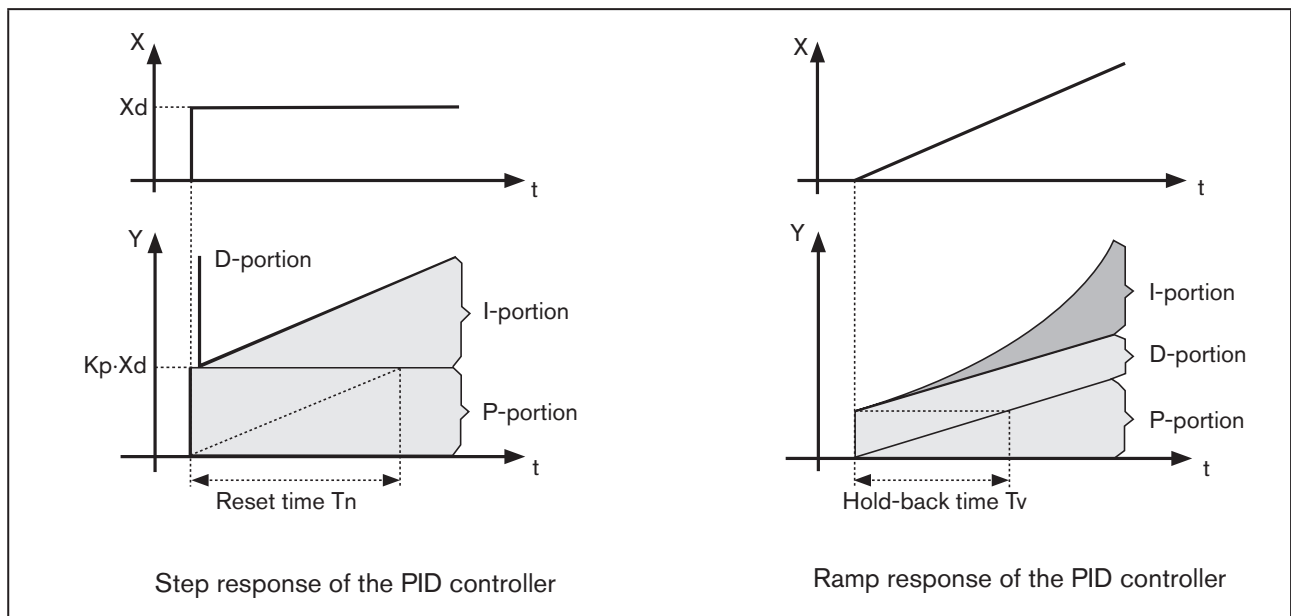 X
Xd
t
Y
D-portion
I-portion
Kp·Xd
P-portion
t
Reset time Tn
Step response of the PID controller
X
t
Y
I-portion
D-portion
P-portion
t
Hold-back time Tv
Ramp response of the PID controller